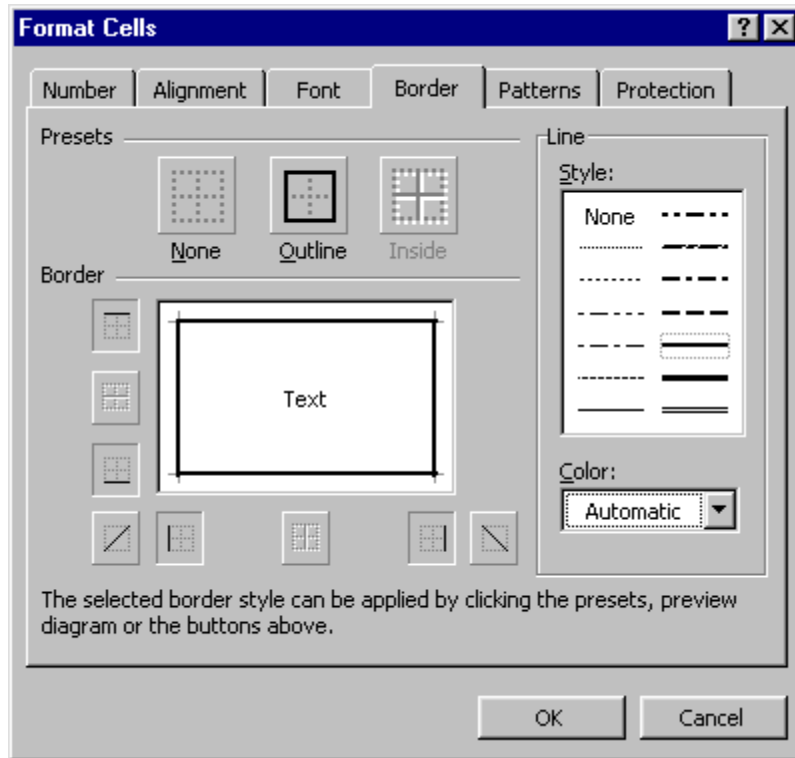 Format Cells
Number Alignment Font Border Patterns Protection
Presets
None Outline Inside
Border
Text
Line
Style:
None
Color:
Automatic
The selected border style can be applied by clicking the presets, preview
diagram or the buttons above.
OK Cancel